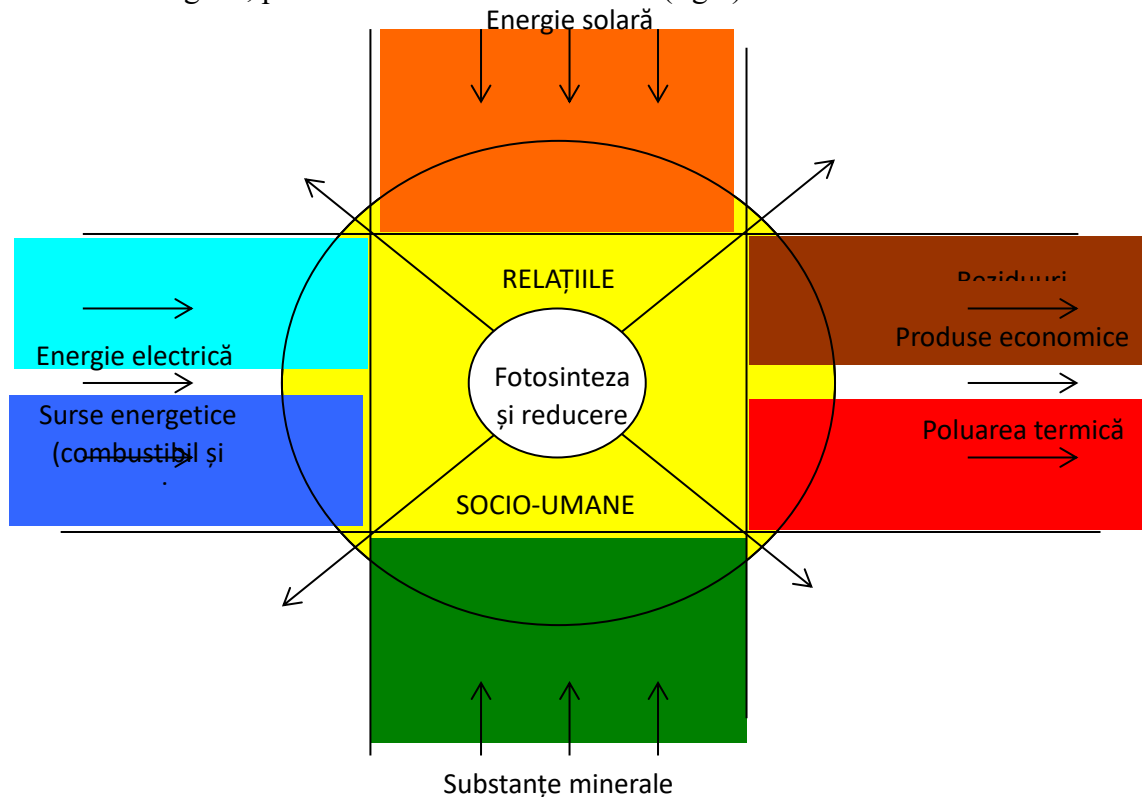 Energie solară
RELAȚIILE
Reziduuri
Produse economice
Energie electrică
Fotosinteza
și reducere
Surse energetice
(combustibil și
Poluarea termică
SOCIO-UMANE
Substanțe minerale